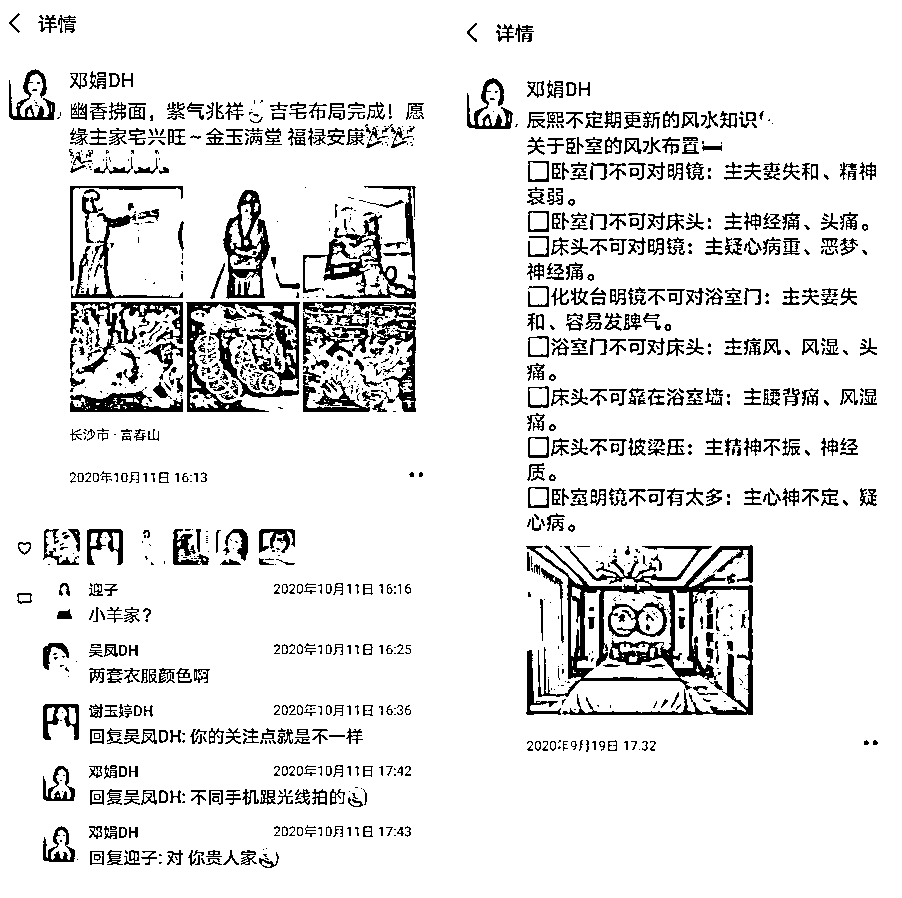 详情
邓娟DH
幽香拂面，紫气兆祥 吉宅布局完成！愿
缘主家宅兴旺～金玉满堂 福禄安康
长沙市·富春山
2020年10月11日 16:13
迎子
2020年10月11日 16:16
小羊家？
吴凤DH
2020年10月11日 16:25
两套衣服颜色啊
谢玉婷DH
2020年10月11日 16:36
回复吴凤DH: 你的关注点就是不一样
邓娟DH
2020年10月11日 17:42
回复吴凤DH: 不同手机跟光线拍的
邓娟DH
2020年10月11日 17:43
回复迎子: 对 你贵人家
详情
邓娟DH
辰熙不定期更新的风水知识
关于卧室的风水布置
卧室门不可对明镜：主夫妻失和、精神
衰弱。
卧室门不可对床头：主神经痛、头痛。
床头不可对明镜：主疑心病重、恶梦、
神经痛。
化妆台明镜不可对浴室门：主夫妻失
和、容易发脾气。
浴室门不可对床头：主痛风、风湿、头
痛。
床头不可靠在浴室墙：主腰背痛、风湿
痛。
床头不可被梁压：主精神不振、神经
质。
卧室明镜不可有太多：主心神不定、疑
心病。
2020年9月19日 17:32